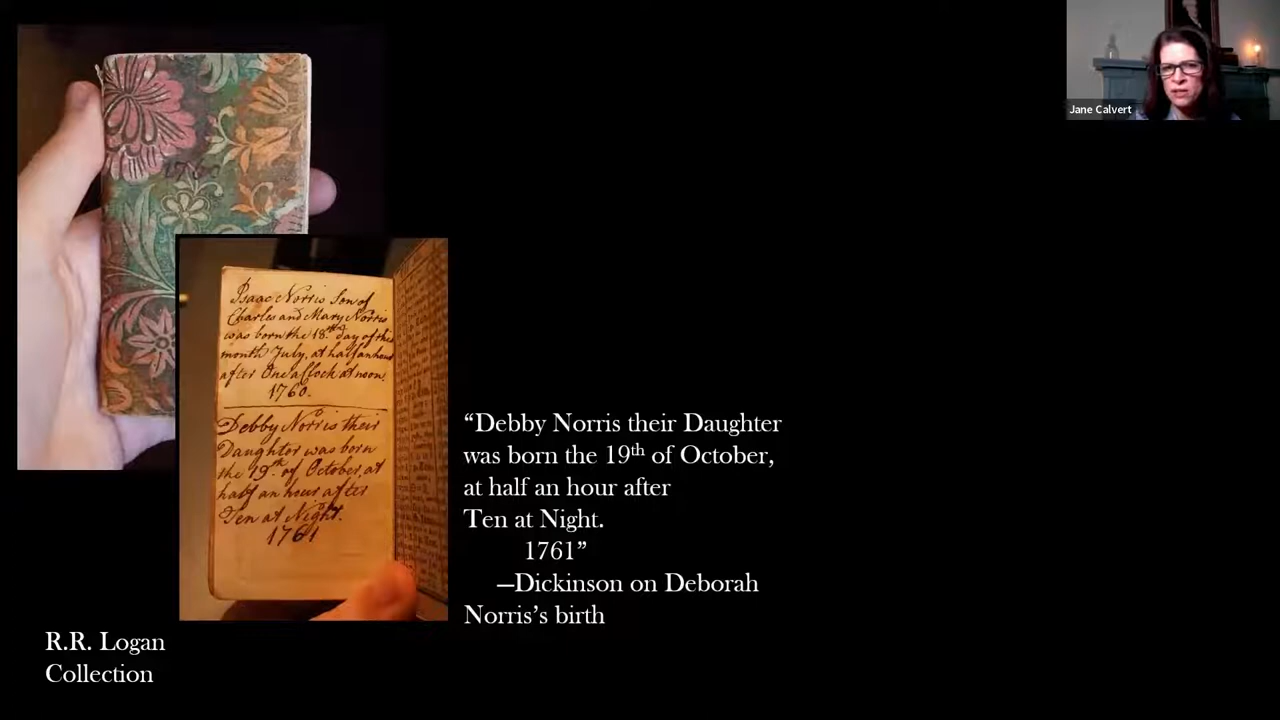 Jane Calvert
1760
Isaac Norris Son of
Charles and Mary Norris
was born the 18th day of this
month July, at half an hour
after One a Clock at noon.
1760.
Debby Norris their
Daughter was born
the 19th of October, at
half an hour after
Ten at Night.
1761
“Debby Norris their Daughter
was born the 19th of October,
at half an hour after
Ten at Night.
1761”
—Dickinson on Deborah
Norris’s birth
R.R. Logan
Collection